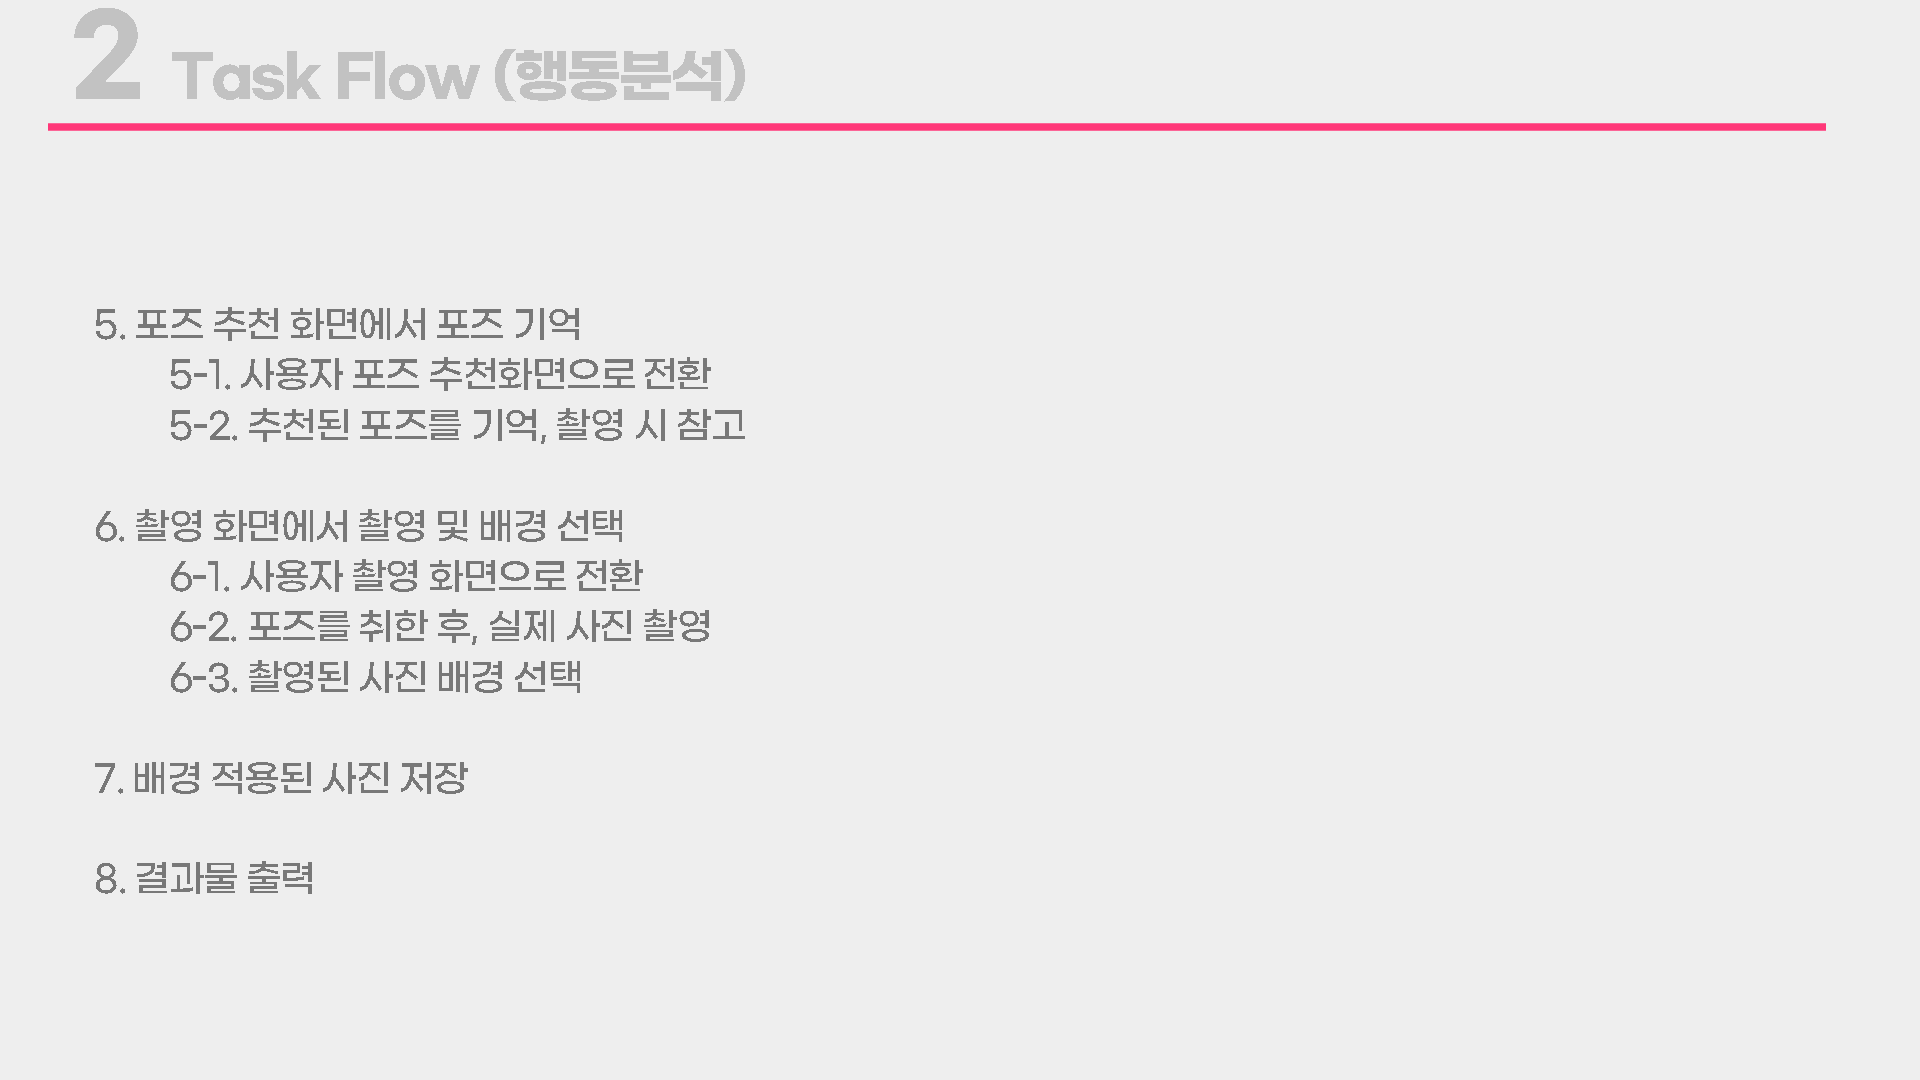 2 Task Flow (행동분석)
5. 포즈 추천 화면에서 포즈 기억
5-1. 사용자 포즈 추천화면으로 전환
5-2. 추천된 포즈를 기억, 촬영 시 참고
6. 촬영 화면에서 촬영 및 배경 선택
6-1. 사용자 촬영 화면으로 전환
6-2. 포즈를 취한 후, 실제 사진 촬영
6-3. 촬영된 사진 배경 선택
7. 배경 적용된 사진 저장
8. 결과물 출력